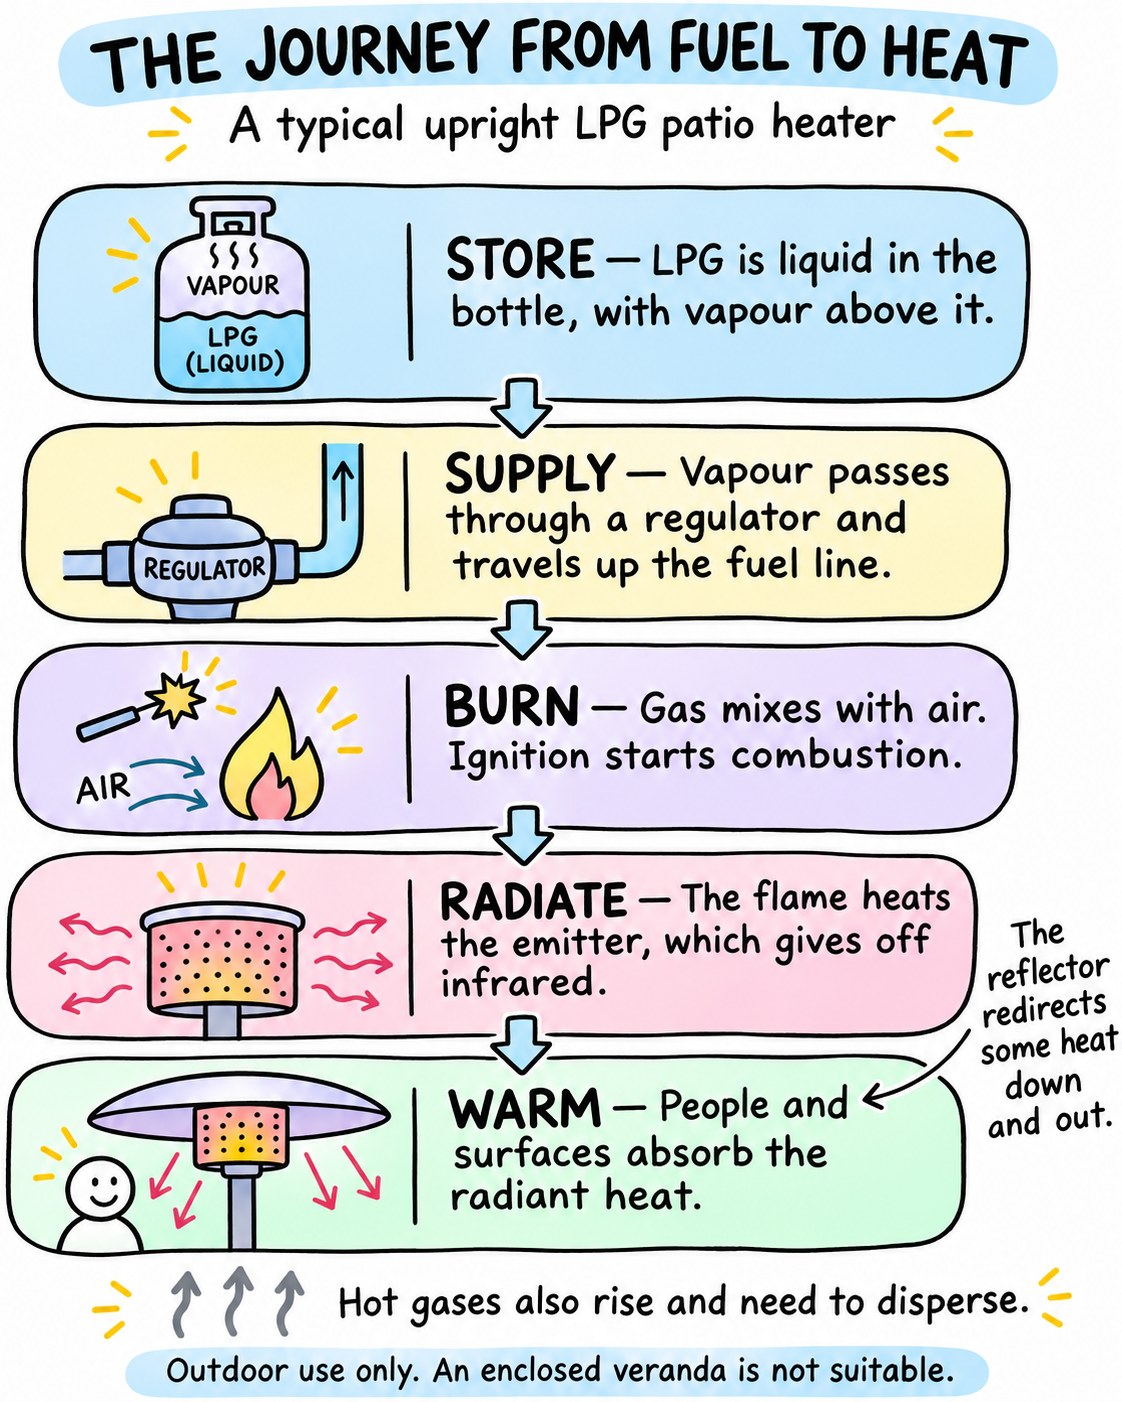 THE JOURNEY FROM FUEL TO HEAT
A typical upright LPG patio heater
VAPOUR
LPG
(LIQUID)
STORE — LPG is liquid in the
bottle, with vapour above it.
REGULATOR
SUPPLY — Vapour passes
through a regulator and
travels up the fuel line.
AIR
BURN — Gas mixes with air.
Ignition starts combustion.
RADIATE — The flame heats
the emitter, which gives off
infrared.
The
reflector
redirects
some heat
down
and out.
WARM — People and
surfaces absorb the
radiant heat.
Hot gases also rise and need to disperse.
Outdoor use only. An enclosed veranda is not suitable.